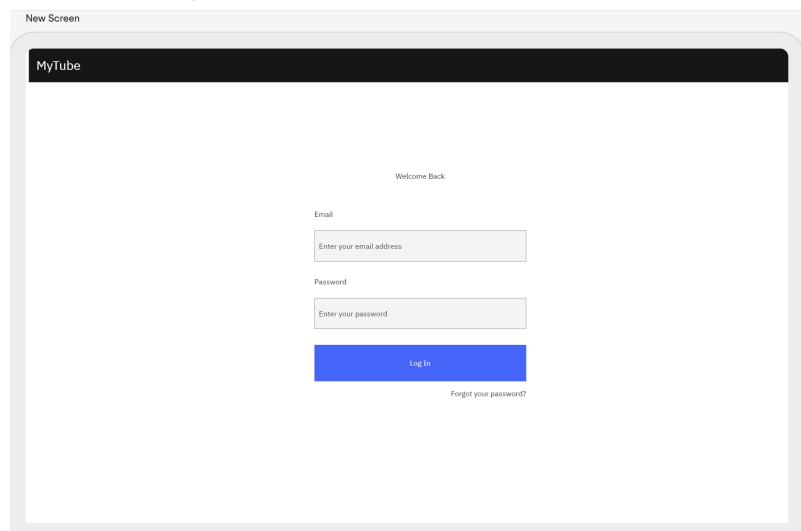 New Screen
MyTube
Welcome Back
Email
Enter your email address
Password
Enter your password
Log In
Forgot your password?